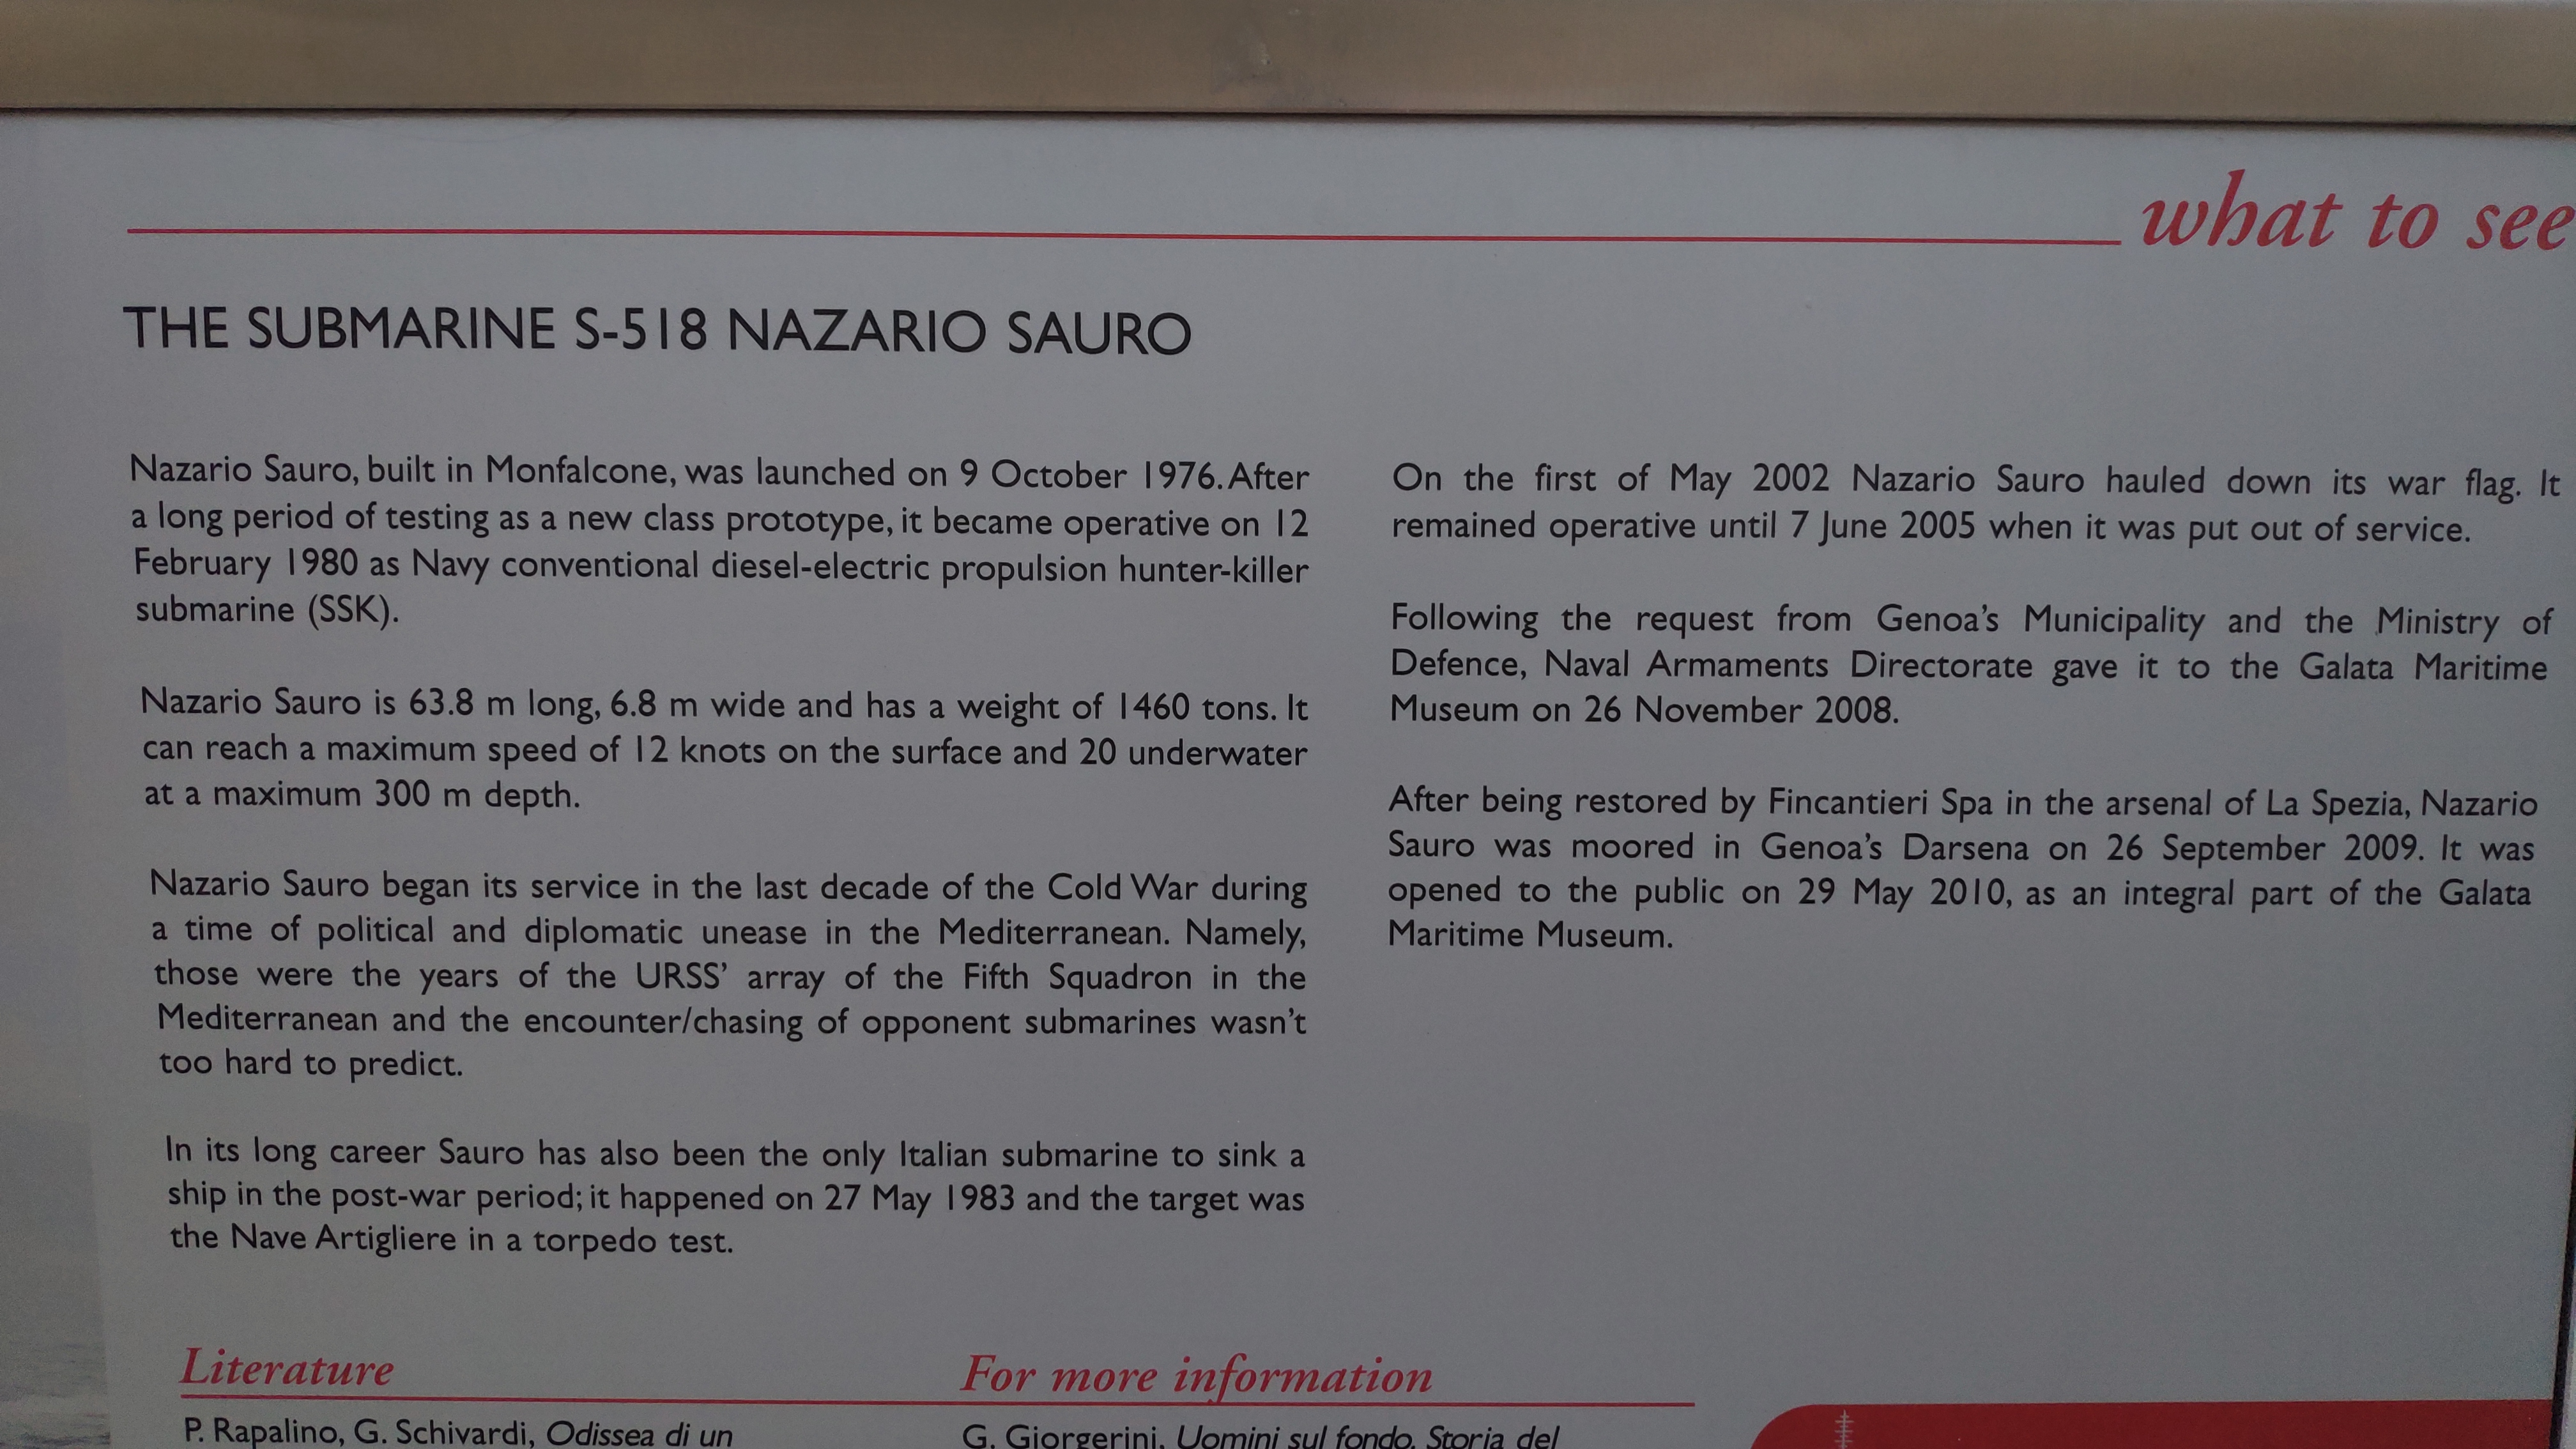 what to see
THE SUBMARINE S-518 NAZARIO SAURO
Nazario Sauro, built in Monfalcone, was launched on 9 October 1976. After
a long period of testing as a new class prototype, it became operative on 12
February 1980 as Navy conventional diesel-electric propulsion hunter-killer
submarine (SSK).
Nazario Sauro is 63.8 m long, 6.8 m wide and has a weight of 1460 tons. It
can reach a maximum speed of 12 knots on the surface and 20 underwater
at a maximum 300 m depth.
Nazario Sauro began its service in the last decade of the Cold War during
a time of political and diplomatic unease in the Mediterranean. Namely,
those were the years of the URSS' array of the Fifth Squadron in the
Mediterranean and the encounter/chasing of opponent submarines wasn't
too hard to predict.
In its long career Sauro has also been the only Italian submarine to sink a
ship in the post-war period; it happened on 27 May 1983 and the target was
the Nave Artigliere in a torpedo test.
On the first of May 2002 Nazario Sauro hauled down its war flag. It
remained operative until 7 June 2005 when it was put out of service.
Following the request from Genoa's Municipality and the Ministry of
Defence, Naval Armaments Directorate gave it to the Galata Maritime
Museum on 26 November 2008.
After being restored by Fincantieri Spa in the arsenal of La Spezia, Nazario
Sauro was moored in Genoa's Darsena on 26 September 2009. It was
opened to the public on 29 May 2010, as an integral part of the Galata
Maritime Museum.
Literature
P. Rapalino, G. Schivardi, Odissea di un
For more information
G. Giorgerini, Uomini sul fondo. Storia del